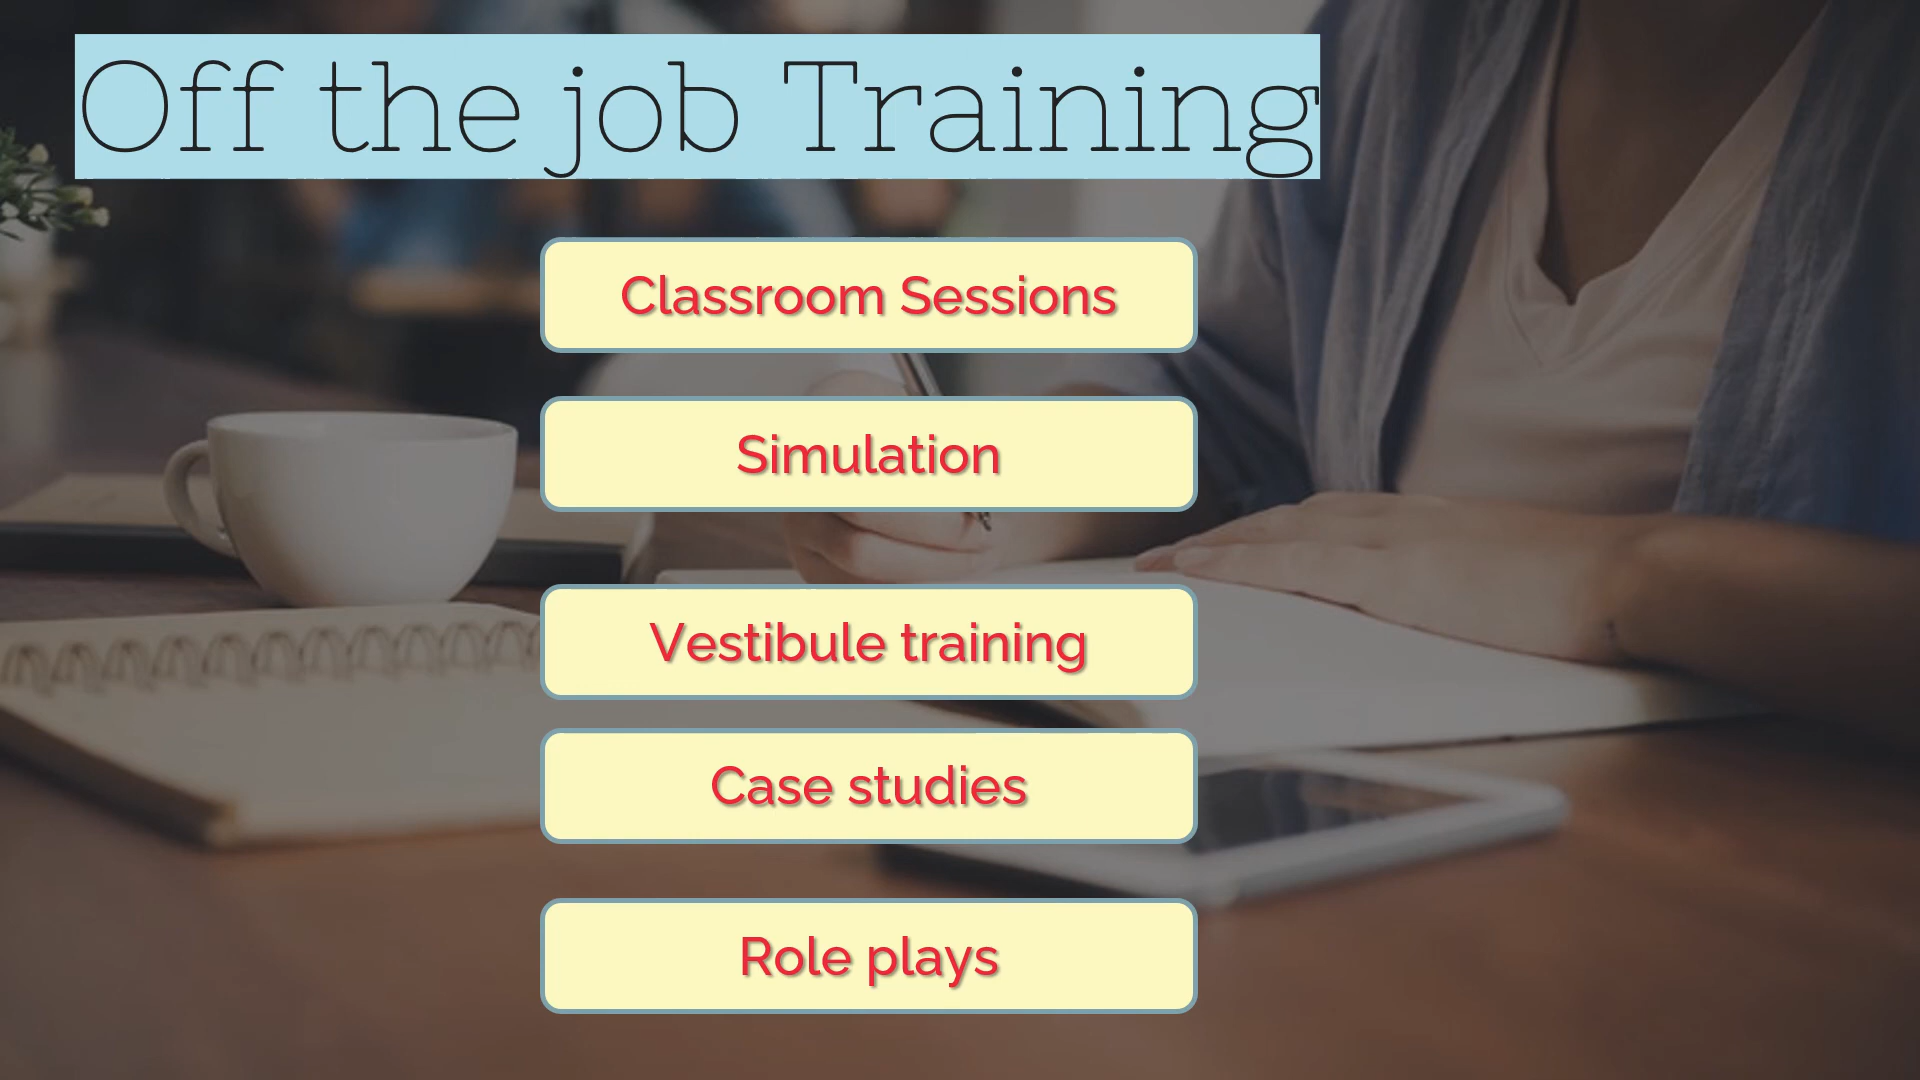 Off the job Training
Classroom Sessions
Simulation
Vestibule training
Case studies
Role plays